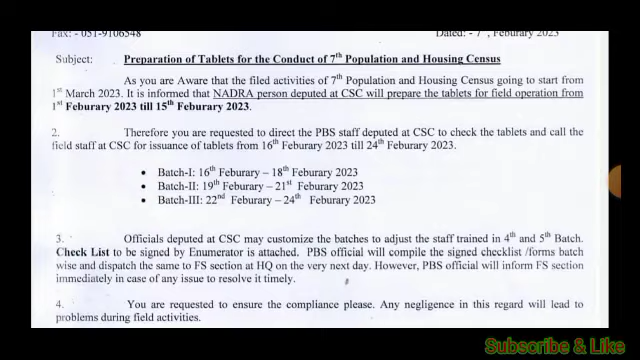 Fax: - 051-9106548 Dated: - 7th, Feburary 2023
Subject: Preparation of Tablets for the Conduct of 7th Population and Housing Census
As you are Aware that the filed activities of 7th Population and Housing Census going to start from
1st March 2023. It is informed that NADRA person deputed at CSC will prepare the tablets for field operation from
1st Feburary 2023 till 15th Feburary 2023.
2. Therefore you are requested to direct the PBS staff deputed at CSC to check the tablets and call the
field staff at CSC for issuance of tablets from 16th Feburary 2023 till 24th Feburary 2023.
• Batch-I: 16th Feburary – 18th Feburary 2023
• Batch-II: 19th Feburary – 21st Feburary 2023
• Batch-III: 22nd Feburary – 24th Feburary 2023
3. Officials deputed at CSC may customize the batches to adjust the staff trained in 4th and 5th Batch.
Check List to be signed by Enumerator is attached. PBS official will compile the signed checklist /forms batch
wise and dispatch the same to FS section at HQ on the very next day. However, PBS official will inform FS section
immediately in case of any issue to resolve it timely.
4. You are requested to ensure the compliance please. Any negligence in this regard will lead to
problems during field activities.
Subscribe & Like